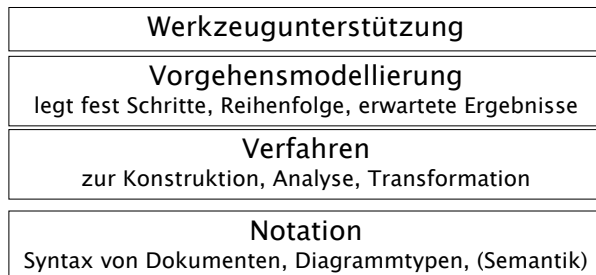 Werkzeugunterstützung
Vorgehensmodellierung
legt fest Schritte, Reihenfolge, erwartete Ergebnisse
Verfahren
zur Konstruktion, Analyse, Transformation
Notation
Syntax von Dokumenten, Diagrammtypen, (Semantik)